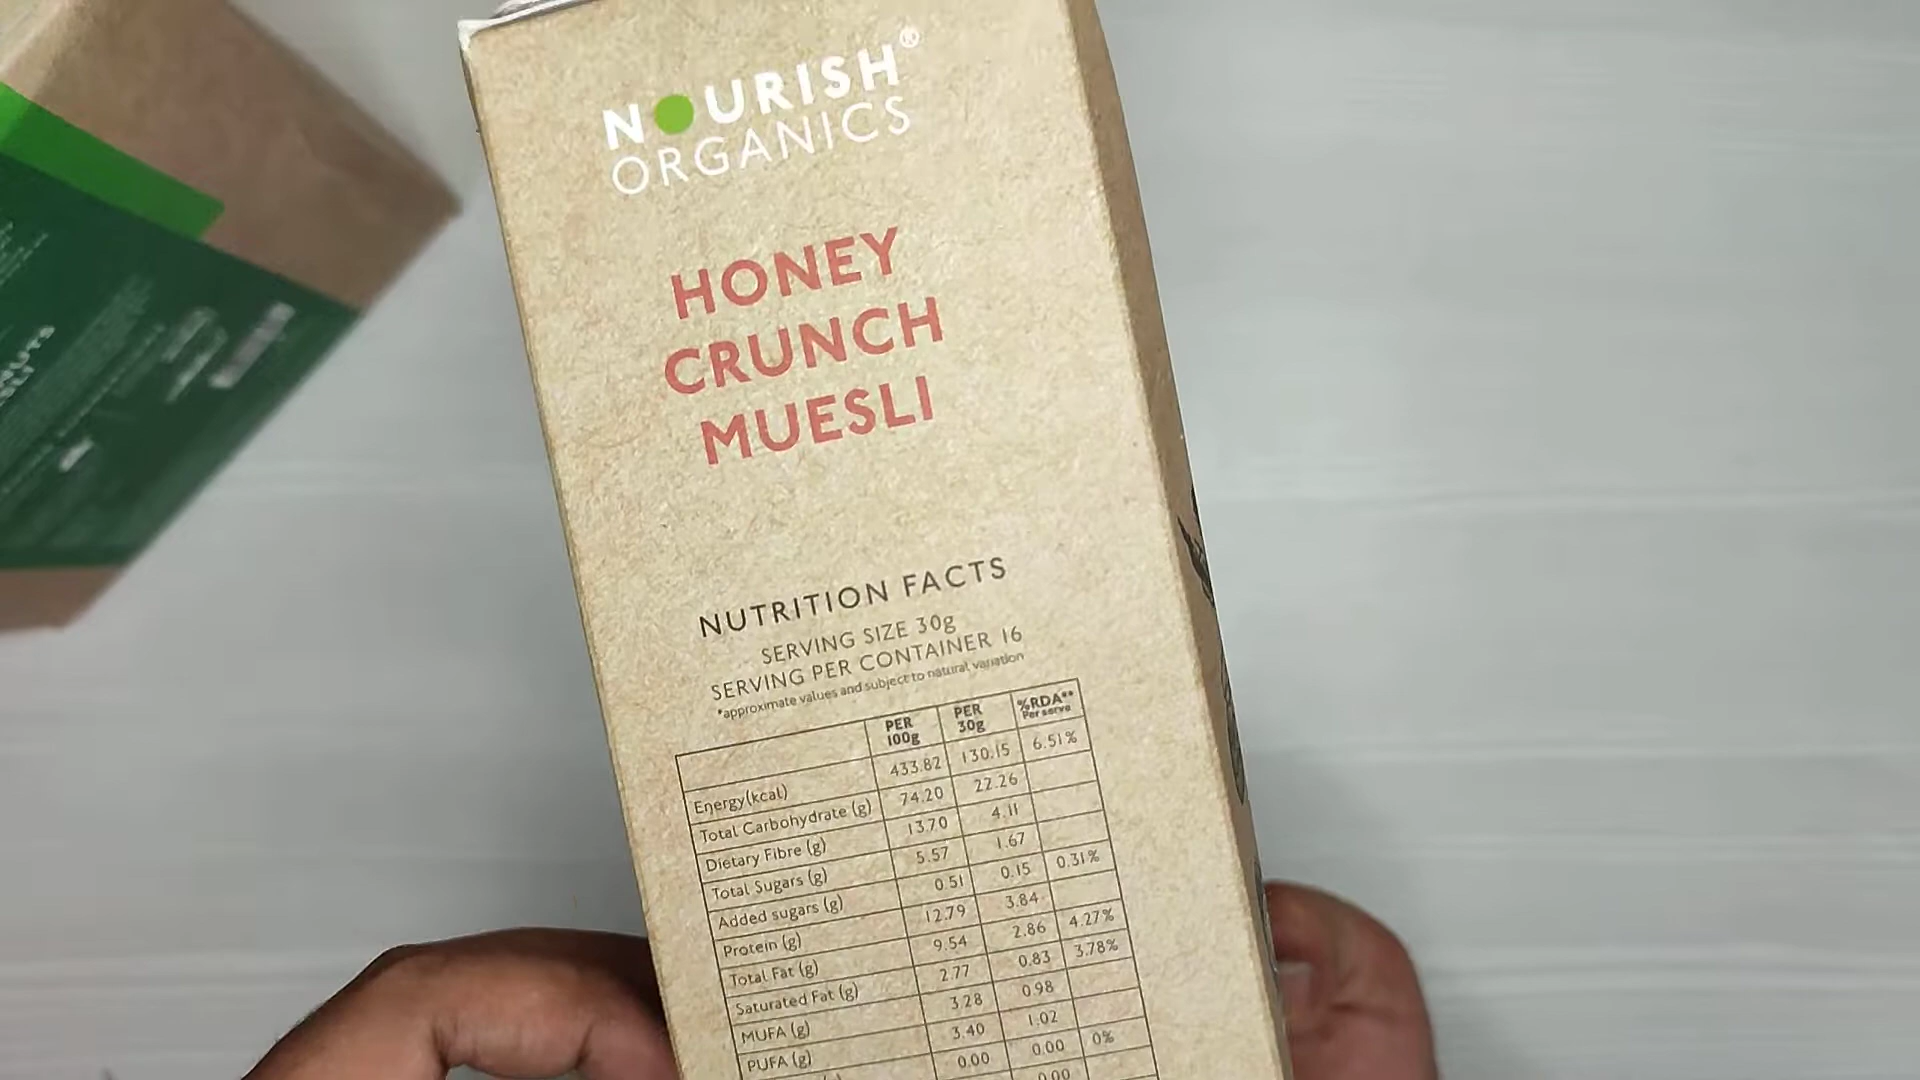 NOURISH®
ORGANICS
HONEY
CRUNCH
MUESLI
NUTRITION FACTS
SERVING SIZE 30g
SERVING PER CONTAINER 16
*approximate values and subject to natural variation
PER 100g PER 30g %RDA** Per serve
Energy(kcal) 433.82 130.15 6.51%
Total Carbohydrate (g) 74.20 22.26
Dietary Fibre (g) 13.70 4.11
Total Sugars (g) 5.57 1.67
Added sugars (g) 0.51 0.15 0.31%
Protein (g) 12.79 3.84
Total Fat (g) 9.54 2.86 4.27%
Saturated Fat (g) 2.77 0.83 3.78%
MUFA (g) 3.28 0.98
PUFA (g) 3.40 1.02
0.00 0.00 0%
0.00